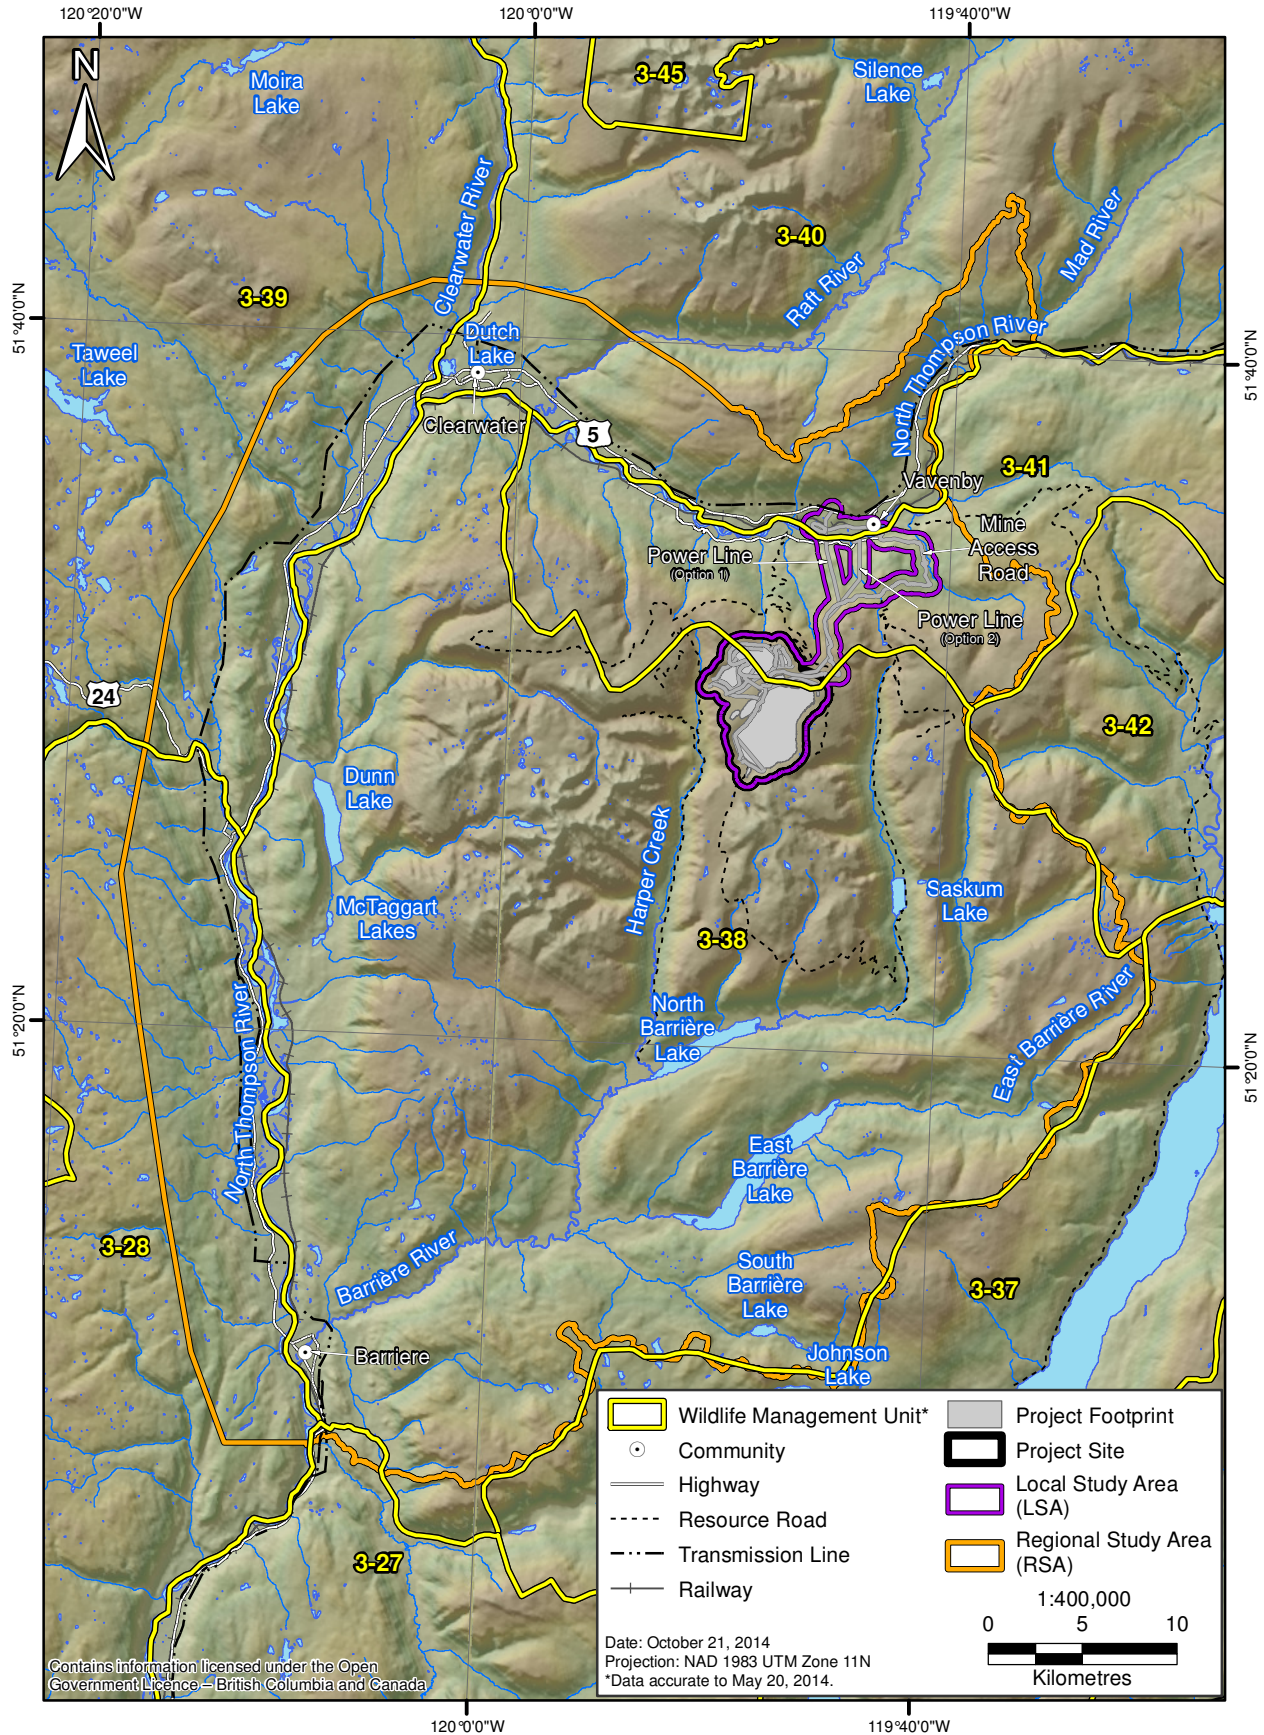 120°20'0"W
120°0'0"W
119°40'0"W
N
Moira
Lake
3-45
Silence
Lake
Clearwater River
3-40
Mad River
Raft River
3-39
51°40'0"N
Taweel
Lake
Dutch
Lake
North Thompson River
51°40'0"N
Clearwater
5
3-41
Vavenby
Mine
Access
Road
Power Line
(Option 1)
Power Line
(Option 2)
24
3-42
Dunn
Lake
Harper Creek
Saskum
Lake
McTaggart
Lakes
3-38
51°20'0"N
North Thompson River
North
Barrière
Lake
East Barrière River
51°20'0"N
East
Barrière
Lake
3-28
Barrière River
South
Barrière
Lake
3-37
Barriere
Johnson
Lake
3-27
Wildlife Management Unit*
Community
Highway
Resource Road
Transmission Line
Railway
Project Footprint
Project Site
Local Study Area
(LSA)
Regional Study Area
(RSA)
1:400,000
0 5 10
Kilometres
Date: October 21, 2014
Projection: NAD 1983 UTM Zone 11N
*Data accurate to May 20, 2014.
Contains information licensed under the Open
Government Licence – British Columbia and Canada
120°0'0"W
119°40'0"W